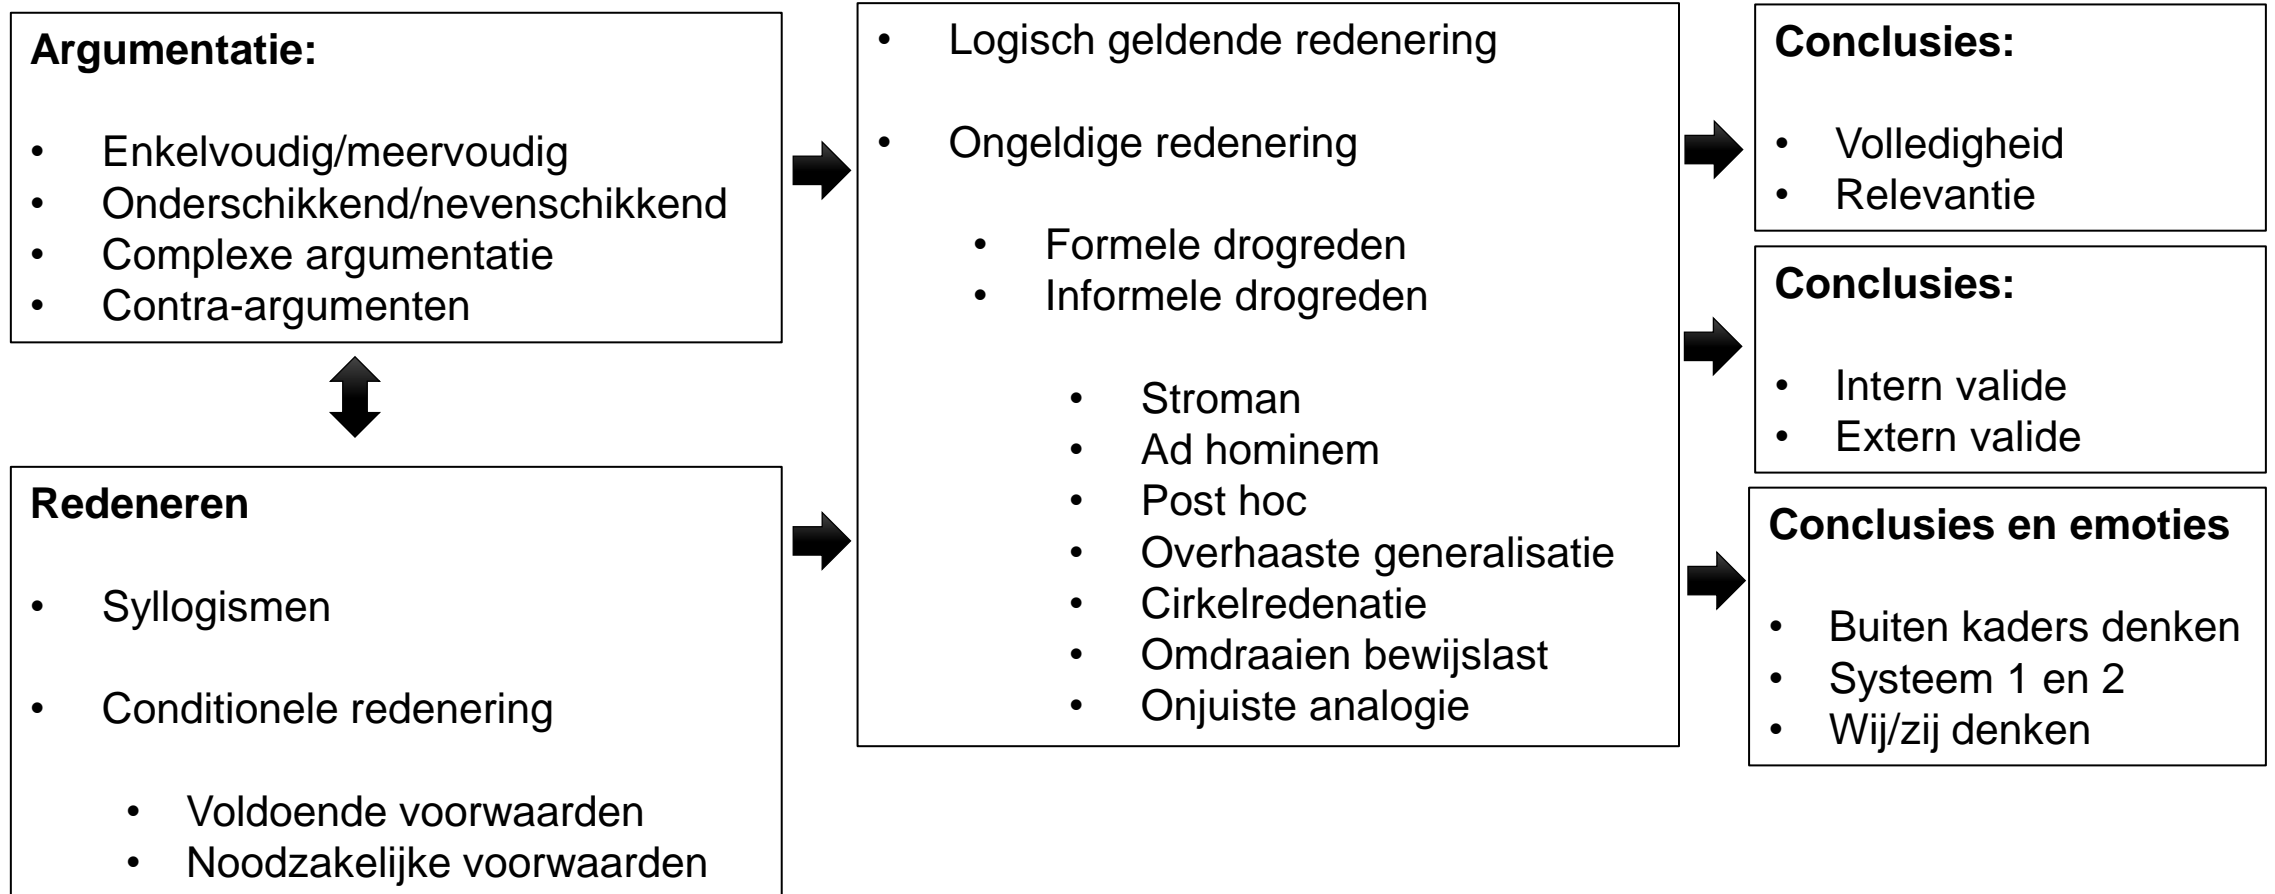 Argumentatie:
• Enkelvoudig/meervoudig
• Onderschikkend/nevenschikkend
• Complexe argumentatie
• Contra-argumenten
Redeneren
• Syllogismen
• Conditionele redenering
• Voldoende voorwaarden
• Noodzakelijke voorwaarden
• Logisch geldende redenering
• Ongeldige redenering
• Formele drogreden
• Informele drogreden
• Stroman
• Ad hominem
• Post hoc
• Overhaaste generalisatie
• Cirkelredenatie
• Omdraaien bewijslast
• Onjuiste analogie
Conclusies:
• Volledigheid
• Relevantie
Conclusies:
• Intern valide
• Extern valide
Conclusies en emoties
• Buiten kaders denken
• Systeem 1 en 2
• Wij/zij denken